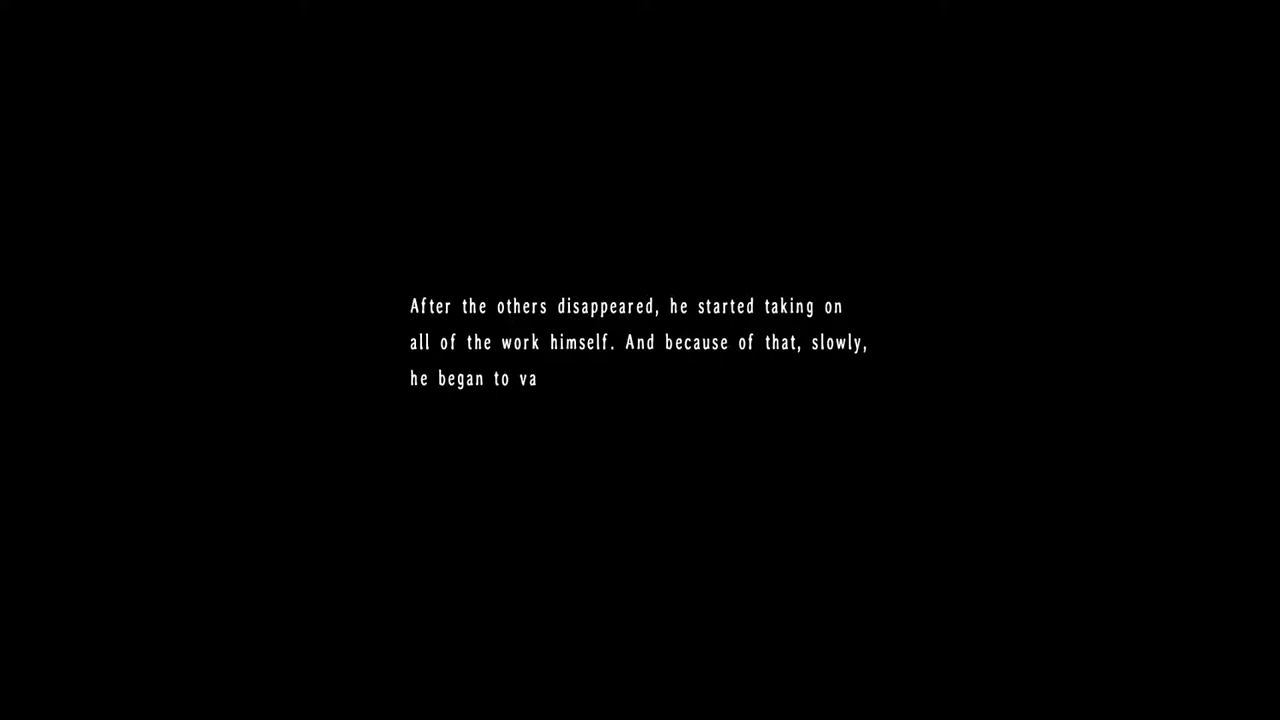 After the others disappeared, he started taking on
all of the work himself. And because of that, slowly,
he began to va